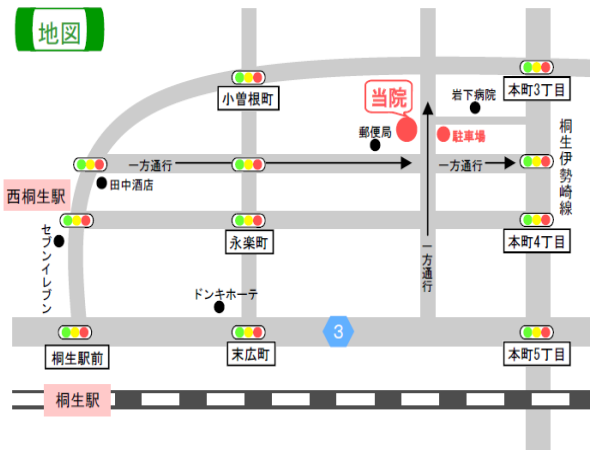 地図
小曽根町
当院
岩下病院
本町3丁目
郵便局
駐車場
桐生伊勢崎線
一方通行
一方通行
田中酒店
西桐生駅
セブンイレブン
永楽町
一方通行
本町4丁目
ドンキホーテ
3
桐生駅前
末広町
本町5丁目
桐生駅